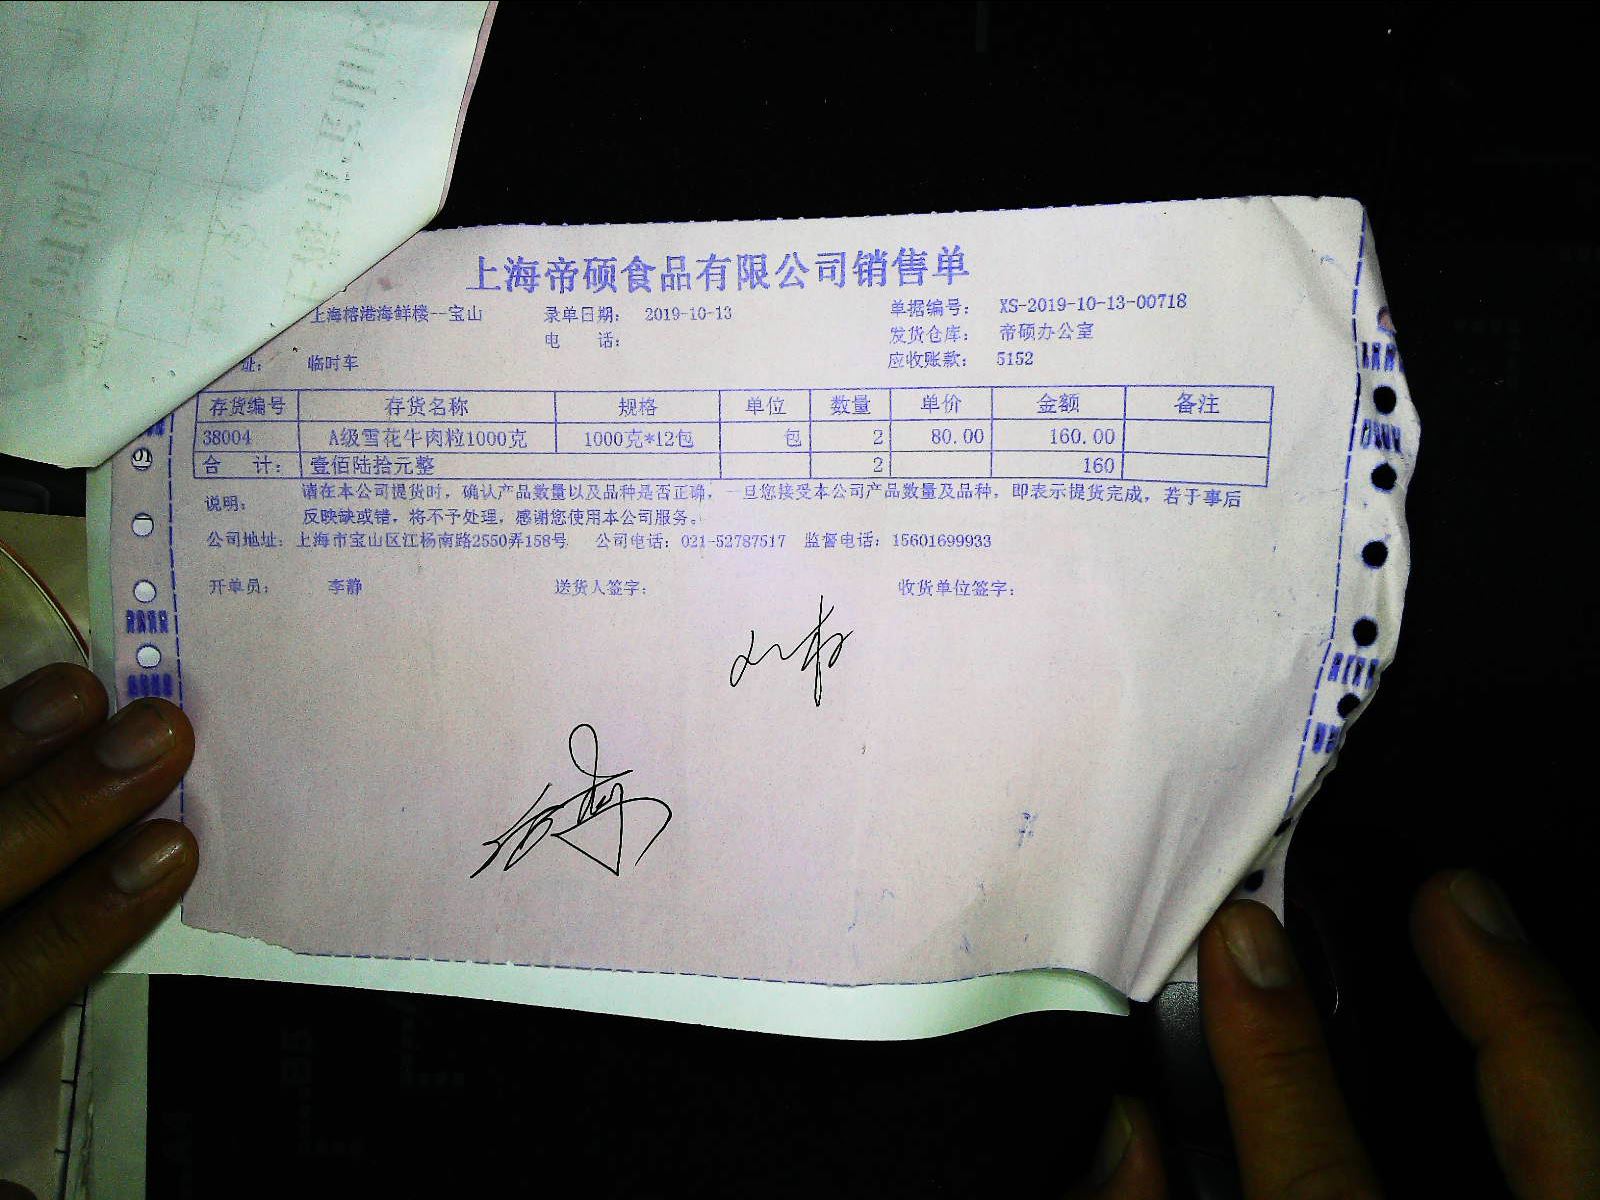 上海帝硕食品有限公司销售单
上海榕港海鲜楼--宝山 录单日期: 2019-10-13 单据编号: XS-2019-10-13-00718
电 话: 发货仓库: 帝硕办公室
址: 临时车 应收账款: 5152
存货编号 存货名称 规格 单位 数量 单价 金额 备注
38004 A级雪花牛肉粒1000克 1000克*12包 包 2 80.00 160.00
合 计: 壹佰陆拾元整 2 160
说明: 请在本公司提货时，确认产品数量以及品种是否正确，一旦您接受本公司产品数量及品种，即表示提货完成，若于事后
反映缺或错，将不予处理，感谢您使用本公司服务。
公司地址: 上海市宝山区江杨南路2550弄158号 公司电话: 021-52787517 监督电话: 15601699933
开单员: 李静 送货人签字: 收货单位签字: